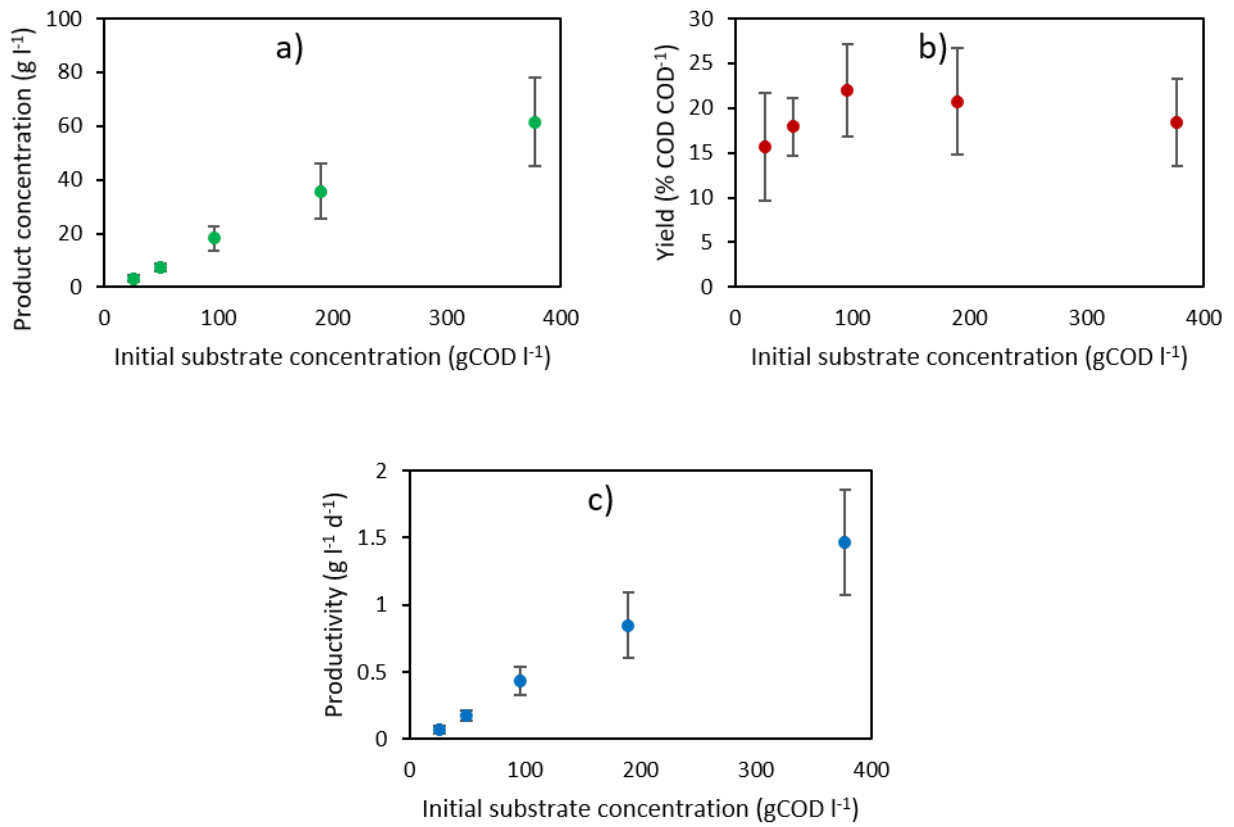 a)
Product concentration (g l⁻¹)
100
80
60
40
20
0
0 100 200 300 400
Initial substrate concentration (gCOD l⁻¹)
b)
Yield (% COD COD⁻¹)
30
25
20
15
10
5
0
0 100 200 300 400
Initial substrate concentration (gCOD l⁻¹)
c)
Productivity (g l⁻¹ d⁻¹)
2
1.5
1
0.5
0
0 100 200 300 400
Initial substrate concentration (gCOD l⁻¹)